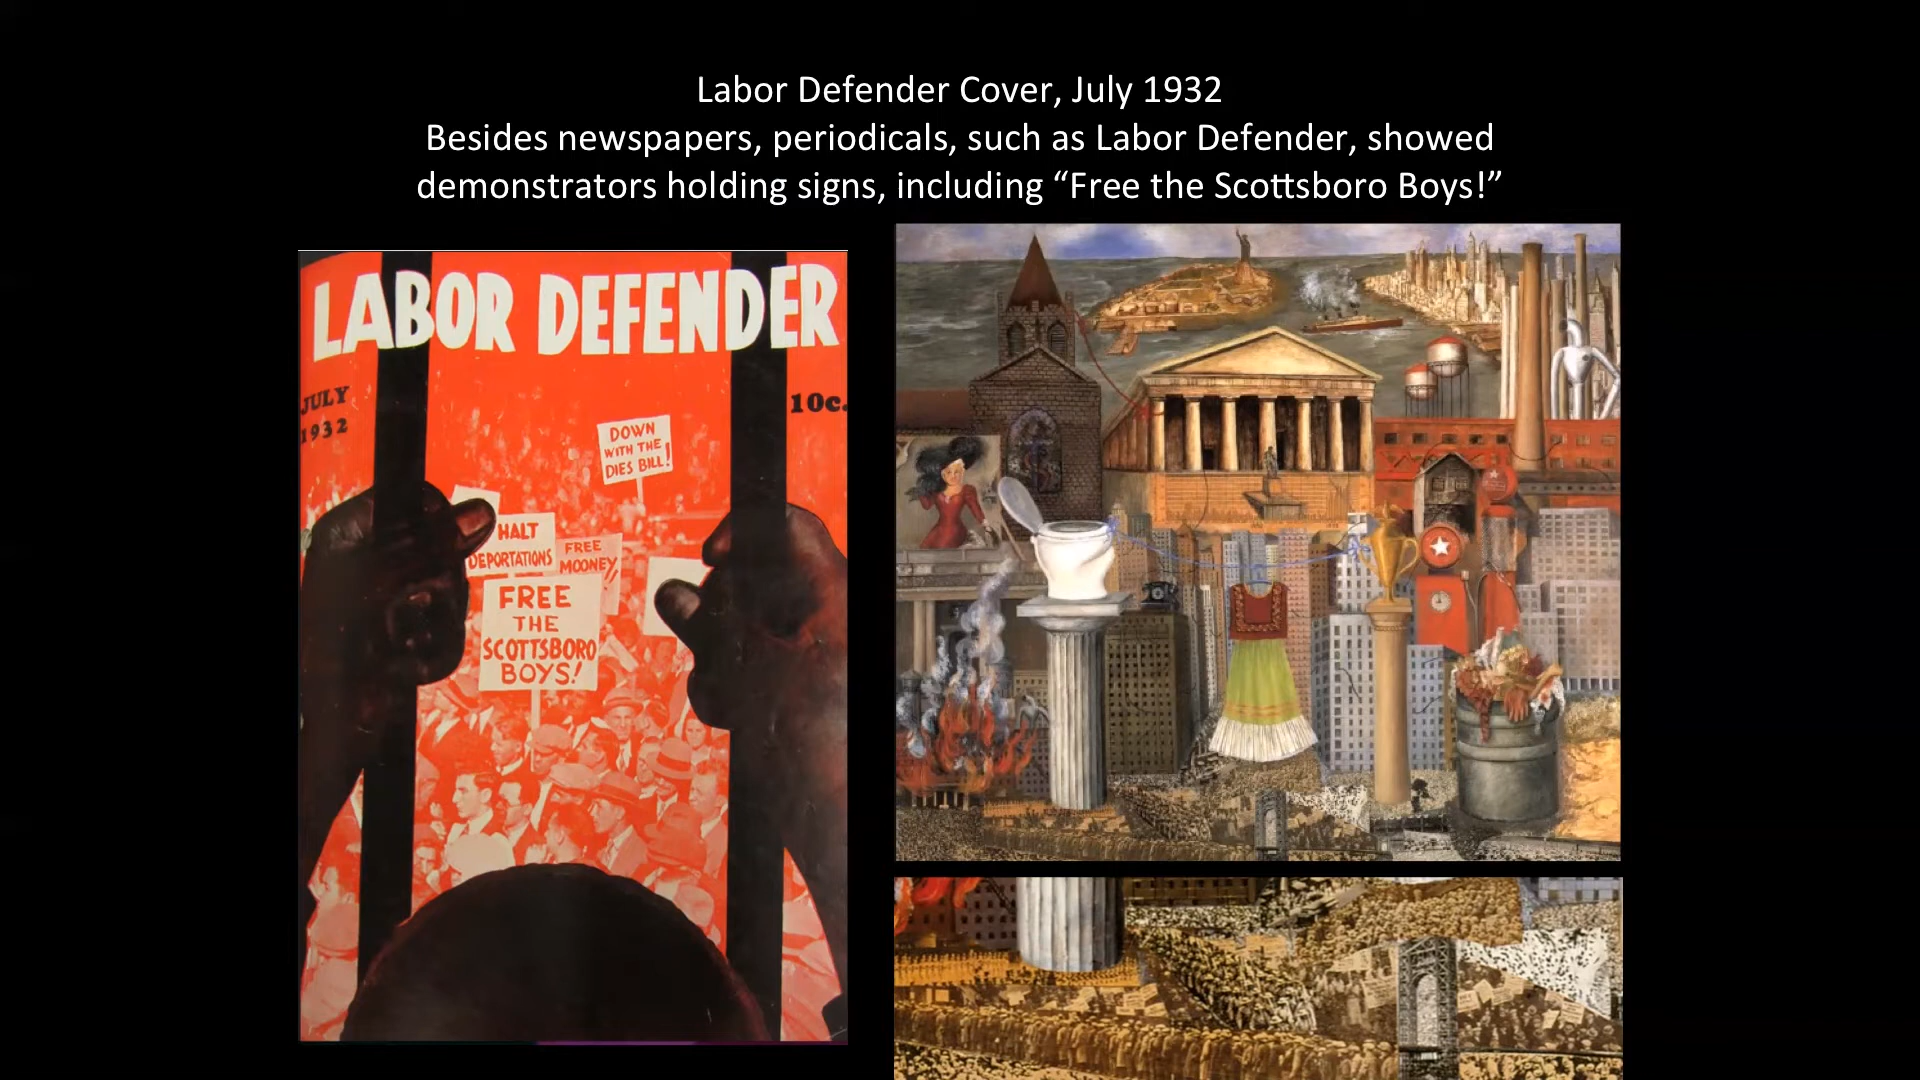 Labor Defender Cover, July 1932
Besides newspapers, periodicals, such as Labor Defender, showed
demonstrators holding signs, including “Free the Scottsboro Boys!”
LABOR DEFENDER
JULY
1932
10c.
DOWN
WITH THE
DIES BILL!
HALT
DEPORTATIONS
FREE
MOONEY!
FREE
THE
SCOTTSBORO
BOYS!